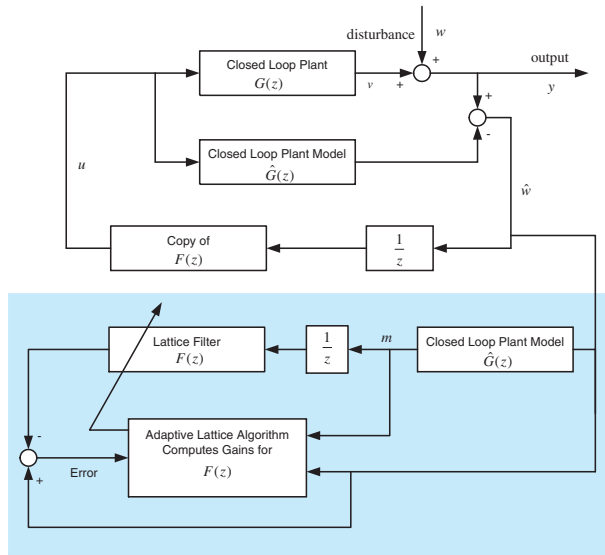 disturbance w
+
Closed Loop Plant
G(z)
v
+
output
y
+
-
Closed Loop Plant Model
Ĝ(z)
u
ŵ
Copy of
F(z)
1/z
Lattice Filter
F(z)
1/z
m
Closed Loop Plant Model
Ĝ(z)
-
Adaptive Lattice Algorithm
Computes Gains for
F(z)
Error
+